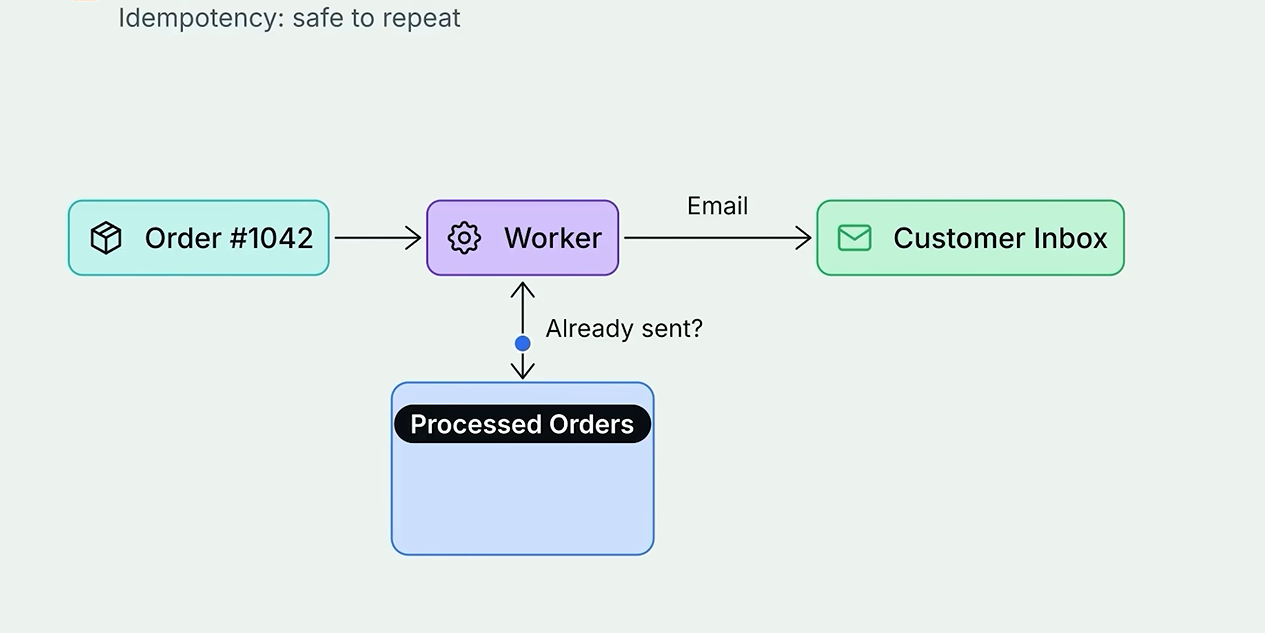 Idempotency: safe to repeat
Email
Order #1042
Worker
Customer Inbox
Already sent?
Processed Orders